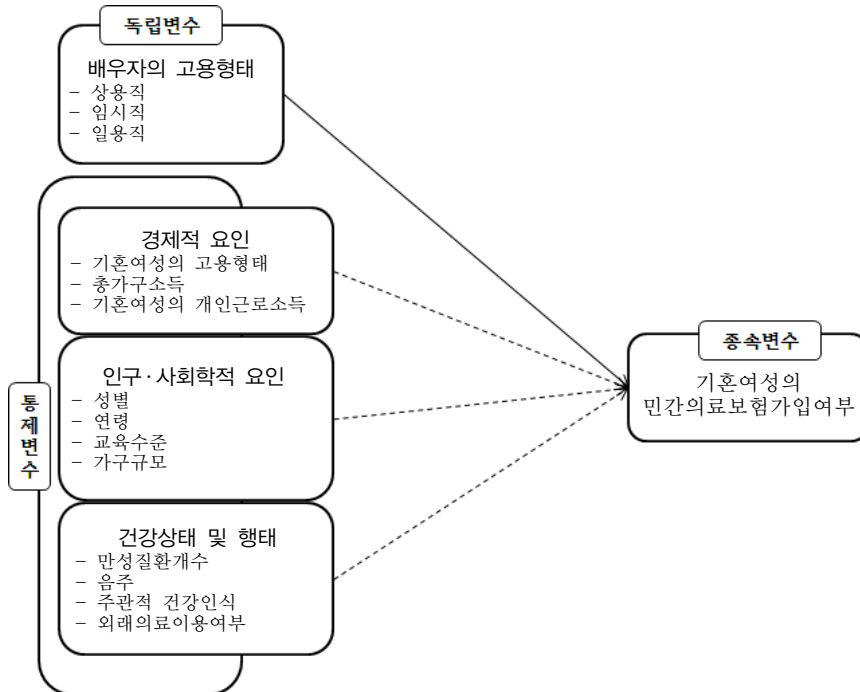 독립변수
배우자의 고용형태
- 상용직
- 임시직
- 일용직
통제변수
경제적 요인
- 기혼여성의 고용형태
- 총가구소득
- 기혼여성의 개인근로소득
인구·사회학적 요인
- 성별
- 연령
- 교육수준
- 가구규모
건강상태 및 행태
- 만성질환개수
- 음주
- 주관적 건강인식
- 외래의료이용여부
종속변수
기혼여성의
민간의료보험가입여부